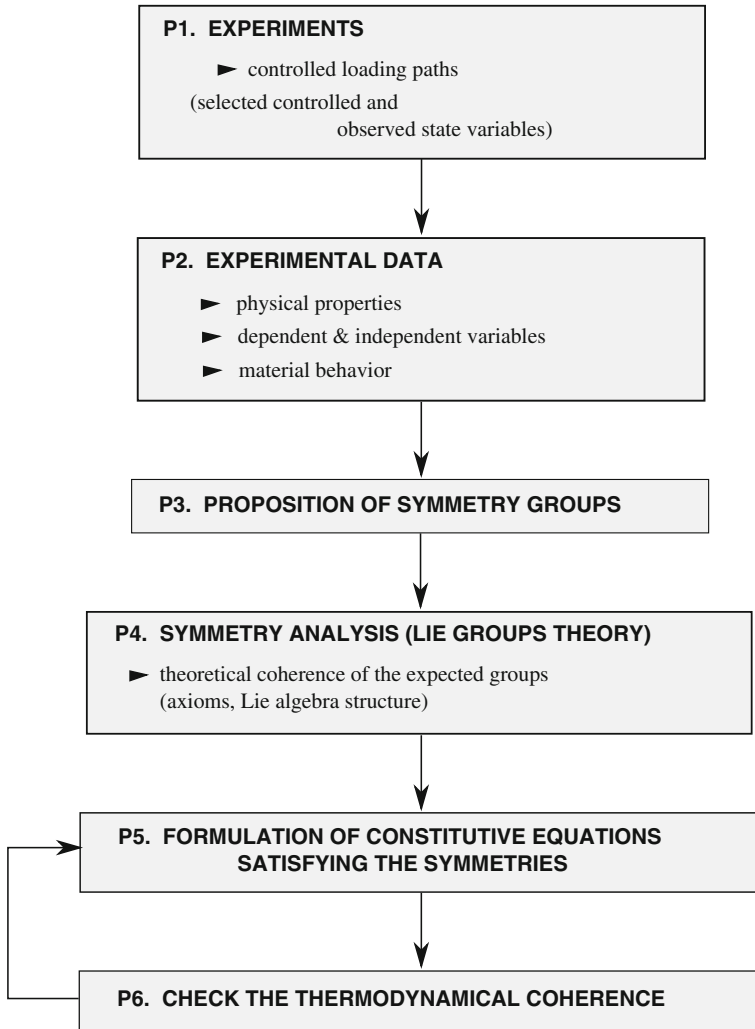 P1. EXPERIMENTS
► controlled loading paths
(selected controlled and
observed state variables)
P2. EXPERIMENTAL DATA
► physical properties
► dependent & independent variables
► material behavior
P3. PROPOSITION OF SYMMETRY GROUPS
P4. SYMMETRY ANALYSIS (LIE GROUPS THEORY)
► theoretical coherence of the expected groups
(axioms, Lie algebra structure)
P5. FORMULATION OF CONSTITUTIVE EQUATIONS
SATISFYING THE SYMMETRIES
P6. CHECK THE THERMODYNAMICAL COHERENCE